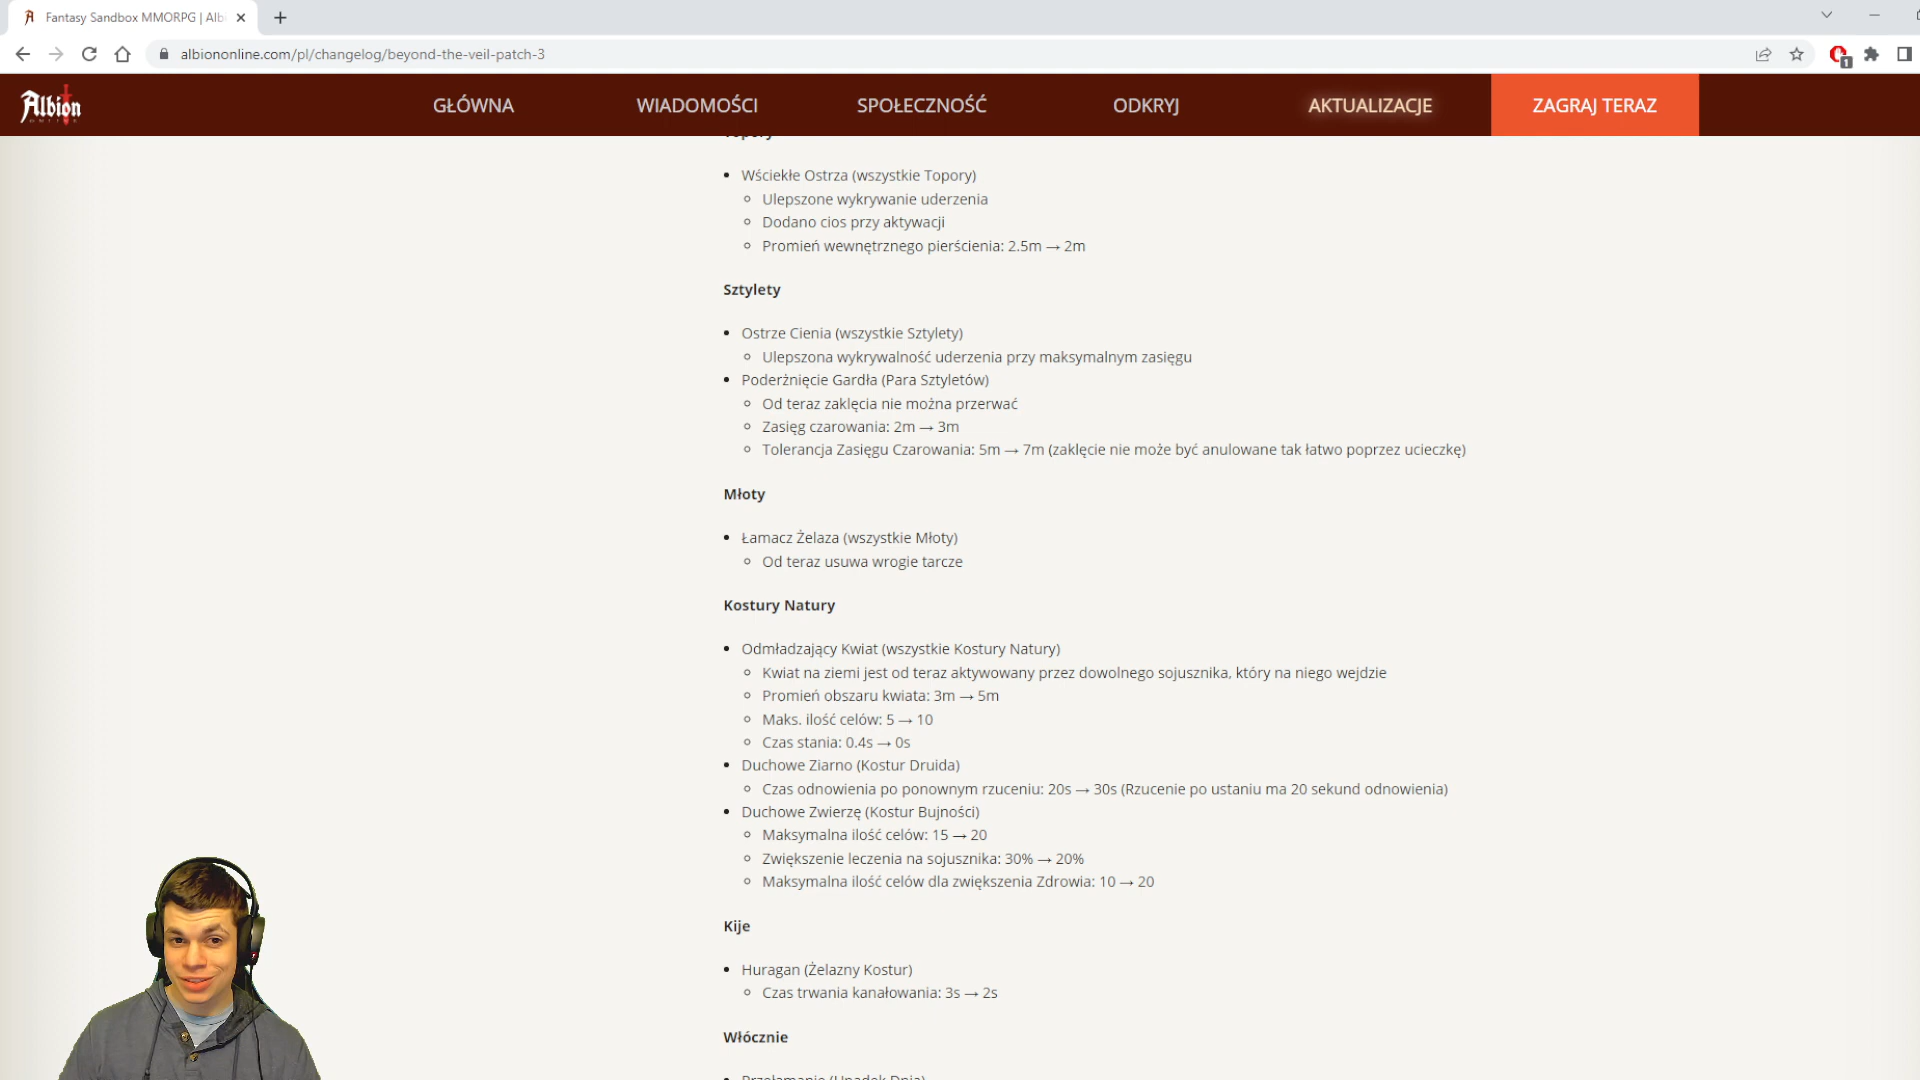 Fantasy Sandbox MMORPG | Alb
albiononline.com/pl/changelog/beyond-the-veil-patch-3
1
Albion
ONLINE
GŁÓWNA
WIADOMOŚCI
SPOŁECZNOŚĆ
ODKRYJ
AKTUALIZACJE
ZAGRAJ TERAZ
Topory
Wściekłe Ostrza (wszystkie Topory)
Ulepszone wykrywanie uderzenia
Dodano cios przy aktywacji
Promień wewnętrznego pierścienia: 2.5m → 2m
Sztylety
Ostrze Cienia (wszystkie Sztylety)
Ulepszona wykrywalność uderzenia przy maksymalnym zasięgu
Poderżnięcie Gardła (Para Sztyletów)
Od teraz zaklęcia nie można przerwać
Zasięg czarowania: 2m → 3m
Tolerancja Zasięgu Czarowania: 5m → 7m (zaklęcie nie może być anulowane tak łatwo poprzez ucieczkę)
Młoty
Łamacz Żelaza (wszystkie Młoty)
Od teraz usuwa wrogie tarcze
Kostury Natury
Odmładzający Kwiat (wszystkie Kostury Natury)
Kwiat na ziemi jest od teraz aktywowany przez dowolnego sojusznika, który na niego wejdzie
Promień obszaru kwiata: 3m → 5m
Maks. ilość celów: 5 → 10
Czas stania: 0.4s → 0s
Duchowe Ziarno (Kostur Druida)
Czas odnowienia po ponownym rzuceniu: 20s → 30s (Rzucenie po ustaniu ma 20 sekund odnowienia)
Duchowe Zwierzę (Kostur Bujności)
Maksymalna ilość celów: 15 → 20
Zwiększenie leczenia na sojusznika: 30% → 20%
Maksymalna ilość celów dla zwiększenia Zdrowia: 10 → 20
Kije
Huragan (Żelazny Kostur)
Czas trwania kanałowania: 3s → 2s
Włócznie
Przełamanie (Upadek Dnia)